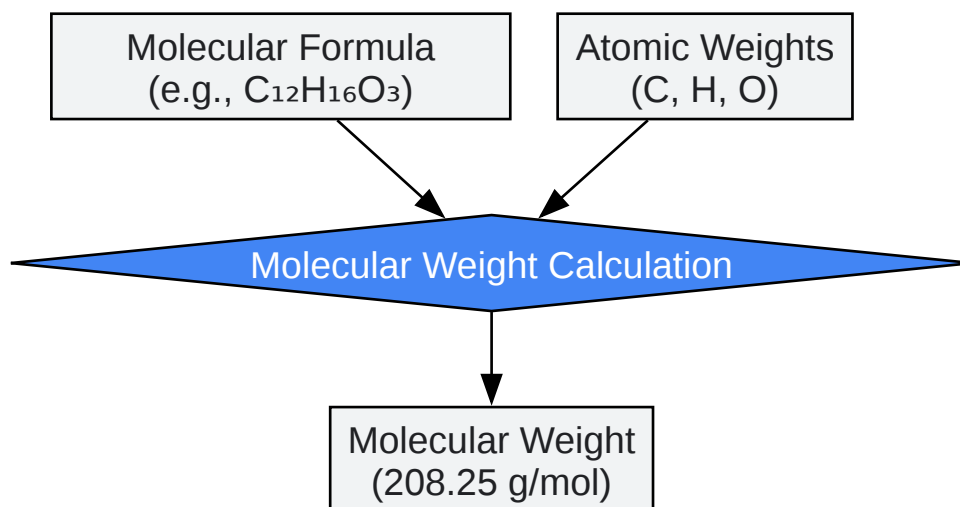 Molecular Formula
(e.g., C₁₂H₁₆O₃)
Atomic Weights
(C, H, O)
Molecular Weight Calculation
Molecular Weight
(208.25 g/mol)